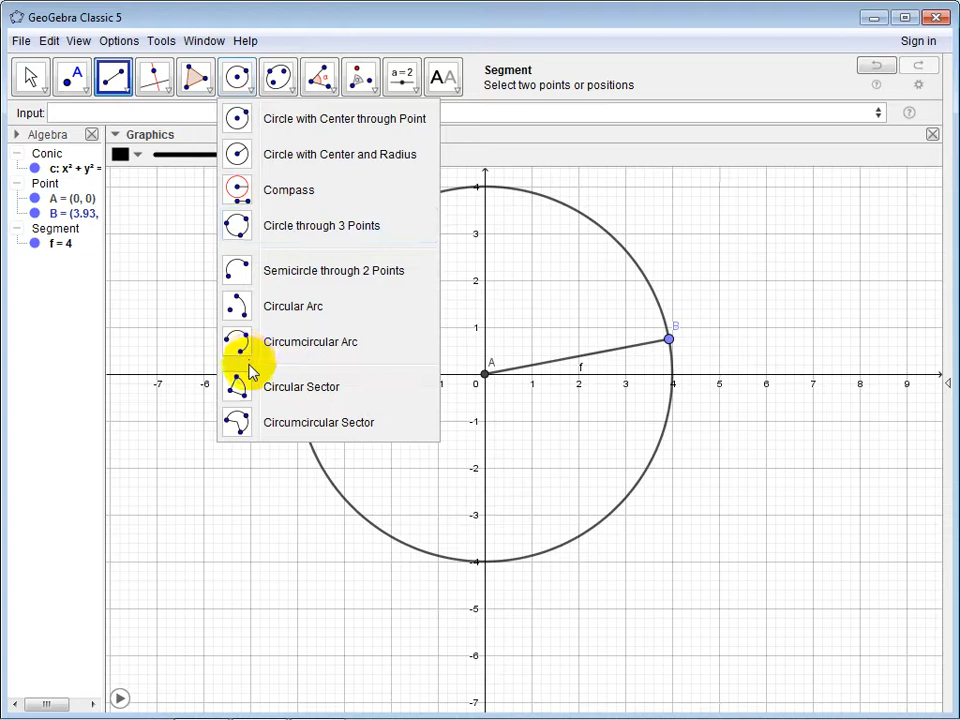 GeoGebra Classic 5
File Edit View Options Tools Window Help Sign in
A α a=2 AA
Segment
Select two points or positions
Input:
Algebra
Graphics
Conic
c: x² + y² =
Point
A = (0, 0)
B = (3.93,
Segment
f = 4
Circle with Center through Point
Circle with Center and Radius
Compass
Circle through 3 Points
Semicircle through 2 Points
Circular Arc
Circumcircular Arc
Circular Sector
Circumcircular Sector
4
3
2
1
B
A
f
-7 -6 1 0 1 2 3 4 5 6 7 8 9
-1
-2
-3
-4
-5
-6
-7